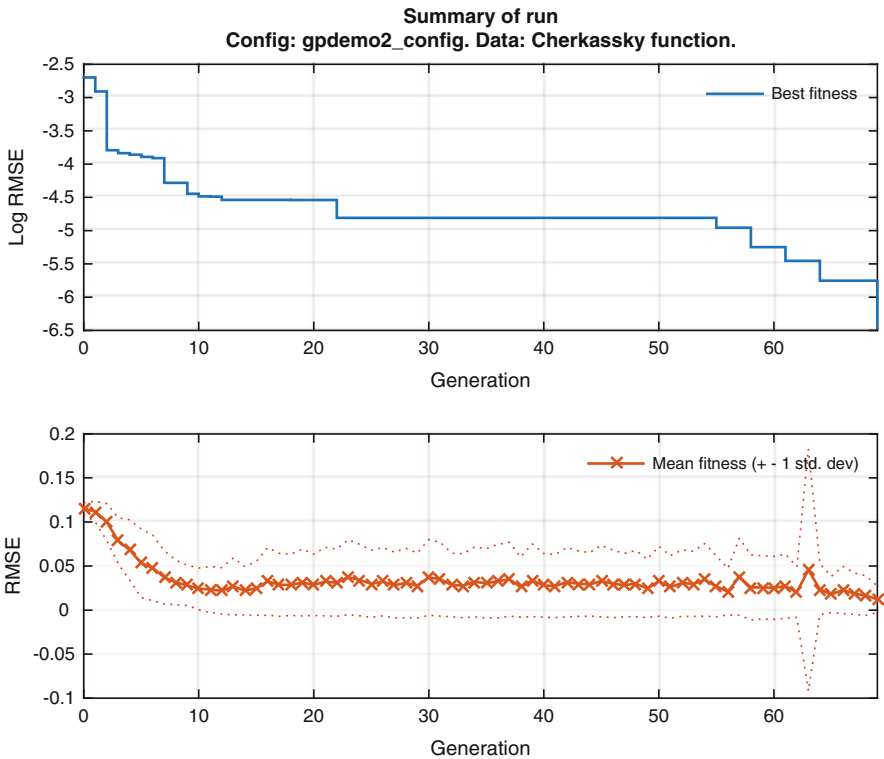 Summary of run
Config: gpdemo2_config. Data: Cherkassky function.
-2.5
-3
-3.5
-4
-4.5
-5
-5.5
-6
-6.5
Log RMSE
Best fitness
0 10 20 30 40 50 60
Generation
0.2
0.15
0.1
0.05
0
-0.05
-0.1
RMSE
Mean fitness (+ - 1 std. dev)
0 10 20 30 40 50 60
Generation